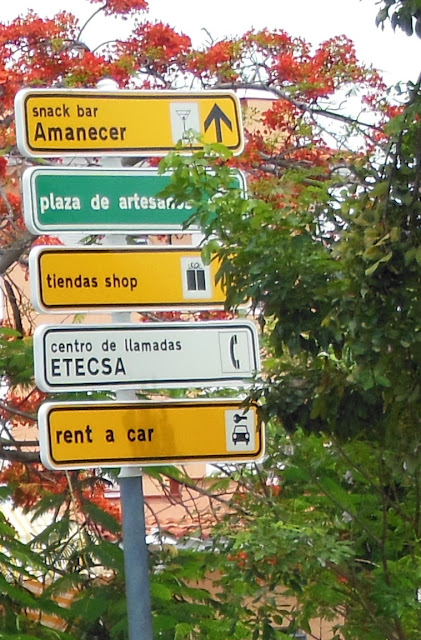 snack bar
Amanecer
plaza de
tiendas shop
centro de llamadas
ETECSA
rent a car